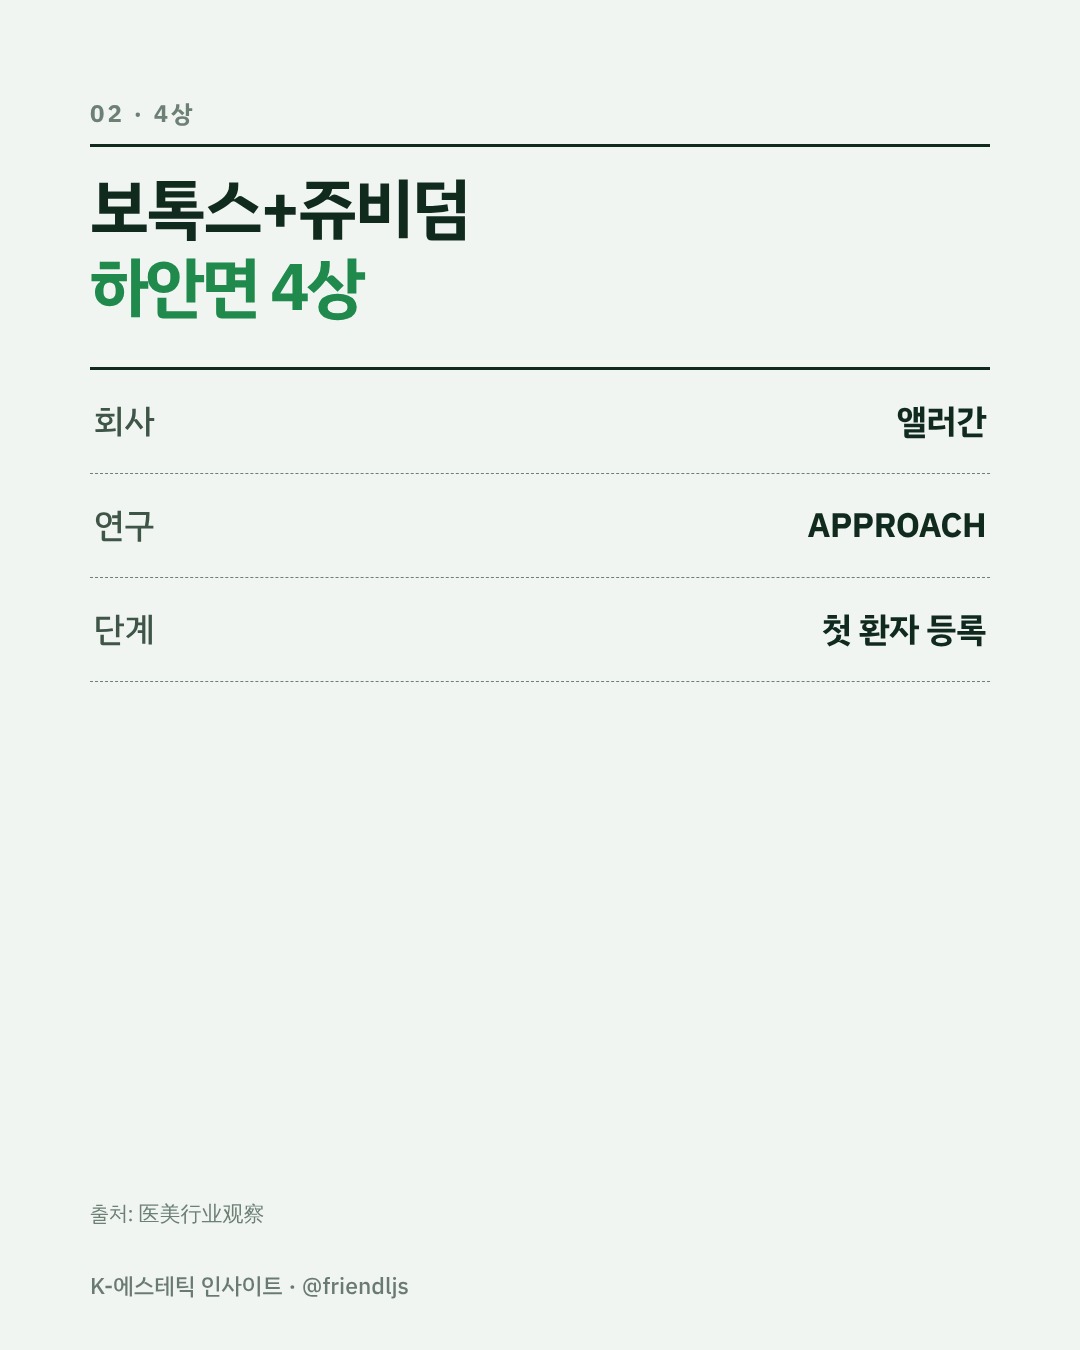 02 · 4상
보톡스+쥬비덤
하안면 4상
회사 앨러간
연구 APPROACH
단계 첫 환자 등록
출처: 医美行业观察
K-에스테틱 인사이트 · @friendljs